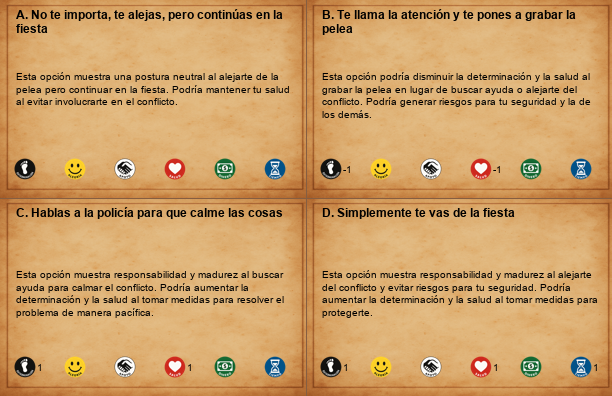 A. No te importa, te alejas, pero continúas en la
fiesta
Esta opción muestra una postura neutral al alejarte de la
pelea pero continuar en la fiesta. Podría mantener tu salud
al evitar involucrarte en el conflicto.
B. Te llama la atención y te pones a grabar la
pelea
Esta opción podría disminuir la determinación y la salud al
grabar la pelea en lugar de buscar ayuda o alejarte del
conflicto. Podría generar riesgos para tu seguridad y la de
los demás.
-1
-1
C. Hablas a la policía para que calme las cosas
Esta opción muestra responsabilidad y madurez al buscar
ayuda para calmar el conflicto. Podría aumentar la
determinación y la salud al tomar medidas para resolver el
problema de manera pacífica.
1
1
D. Simplemente te vas de la fiesta
Esta opción muestra responsabilidad y madurez al alejarte
del conflicto y evitar riesgos para tu seguridad. Podría
aumentar la determinación y la salud al tomar medidas para
protegerte.
1
1
1